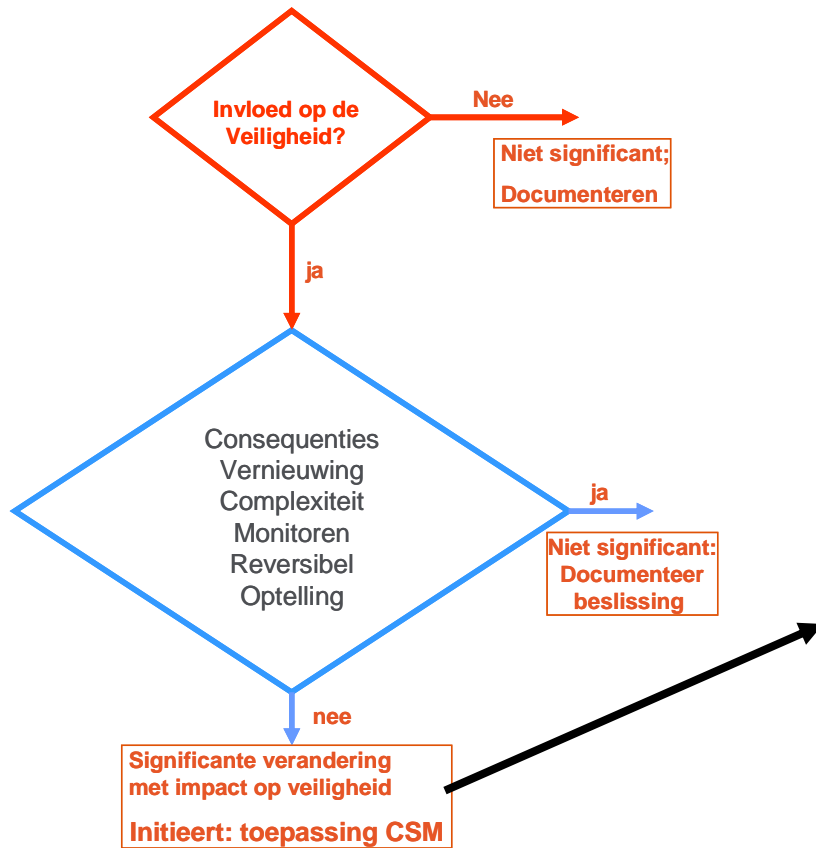 Invloed op de
Veiligheid?
Nee
Niet significant;
Documenteren
ja
Consequenties
Vernieuwing
Complexiteit
Monitoren
Reversibel
Optelling
ja
Niet significant:
Documenteer
beslissing
nee
Significante verandering
met impact op veiligheid
Initieert: toepassing CSM